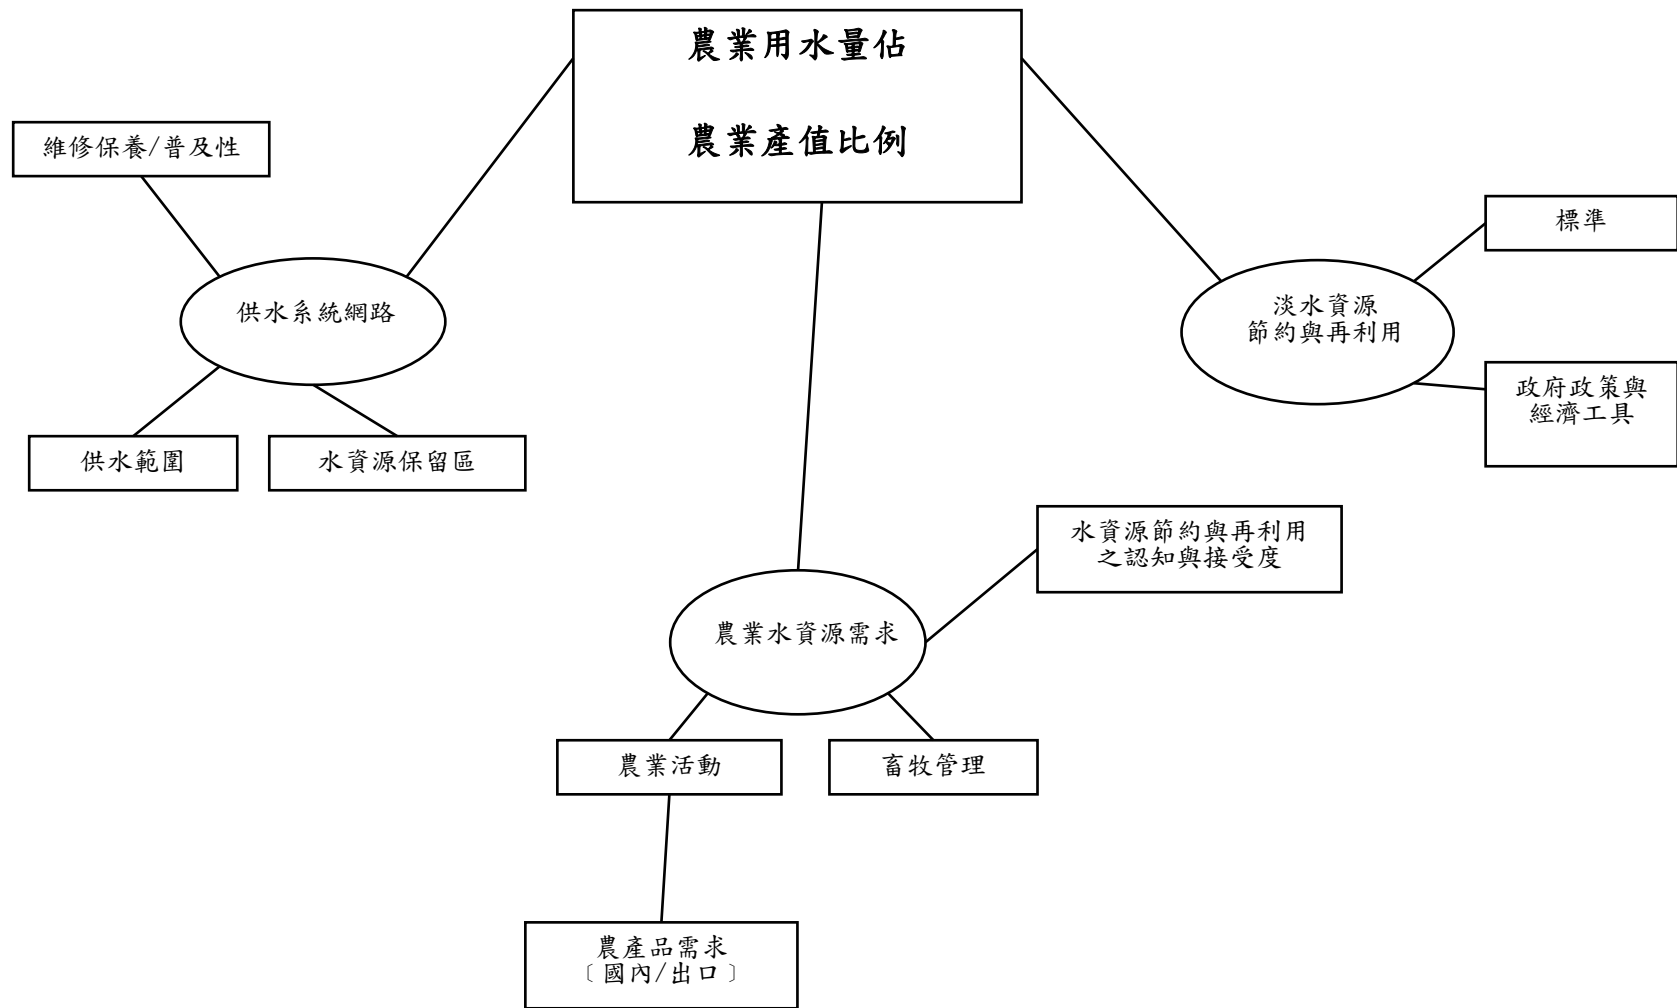 農業用水量佔
農業產值比例
維修保養/普及性
標準
供水系統網路
淡水資源
節約與再利用
政府政策與
經濟工具
供水範圍
水資源保留區
水資源節約與再利用
之認知與接受度
農業水資源需求
農業活動
畜牧管理
農產品需求
﹝國內/出口﹞